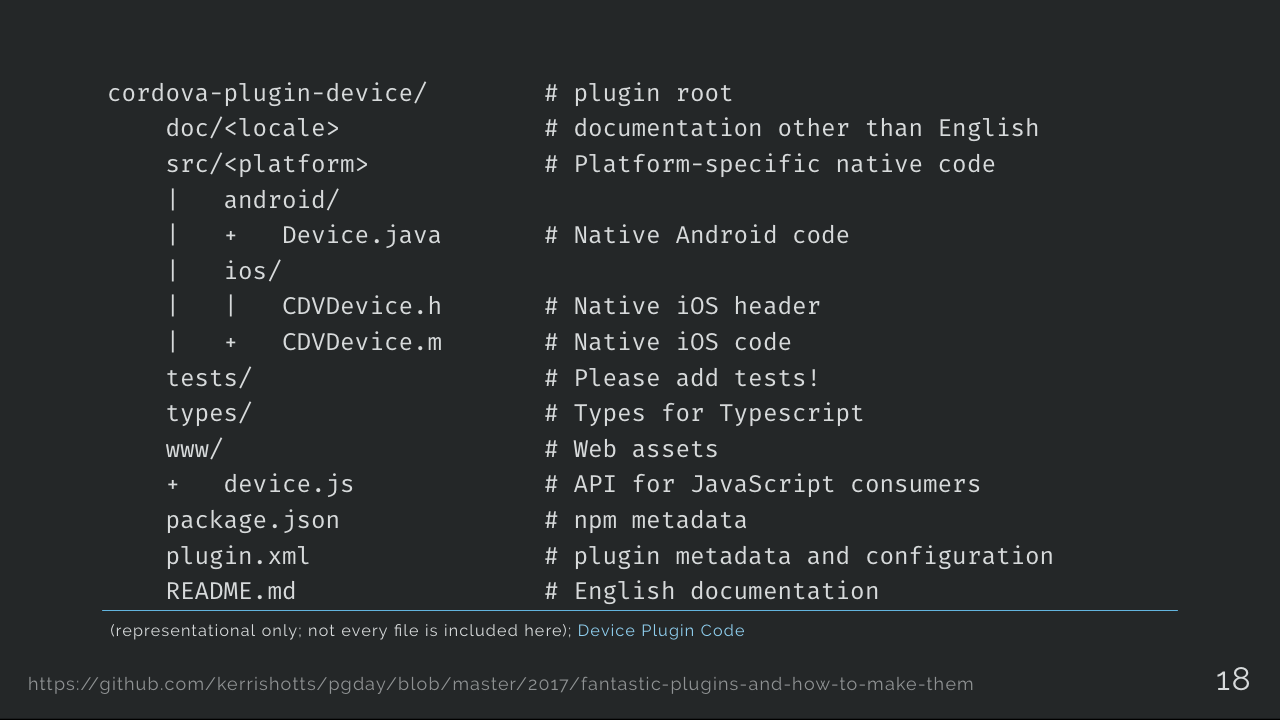 cordova-plugin-device/        # plugin root
    doc/<locale>              # documentation other than English
    src/<platform>            # Platform-specific native code
    |   android/
    |   +   Device.java       # Native Android code
    |   ios/
    |   |   CDVDevice.h       # Native iOS header
    |   +   CDVDevice.m       # Native iOS code
    tests/                    # Please add tests!
    types/                    # Types for Typescript
    www/                      # Web assets
    +   device.js             # API for JavaScript consumers
    package.json              # npm metadata
    plugin.xml                # plugin metadata and configuration
    README.md                 # English documentation
(representational only; not every file is included here); Device Plugin Code
https://github.com/kerrishotts/pgday/blob/master/2017/fantastic-plugins-and-how-to-make-them
18